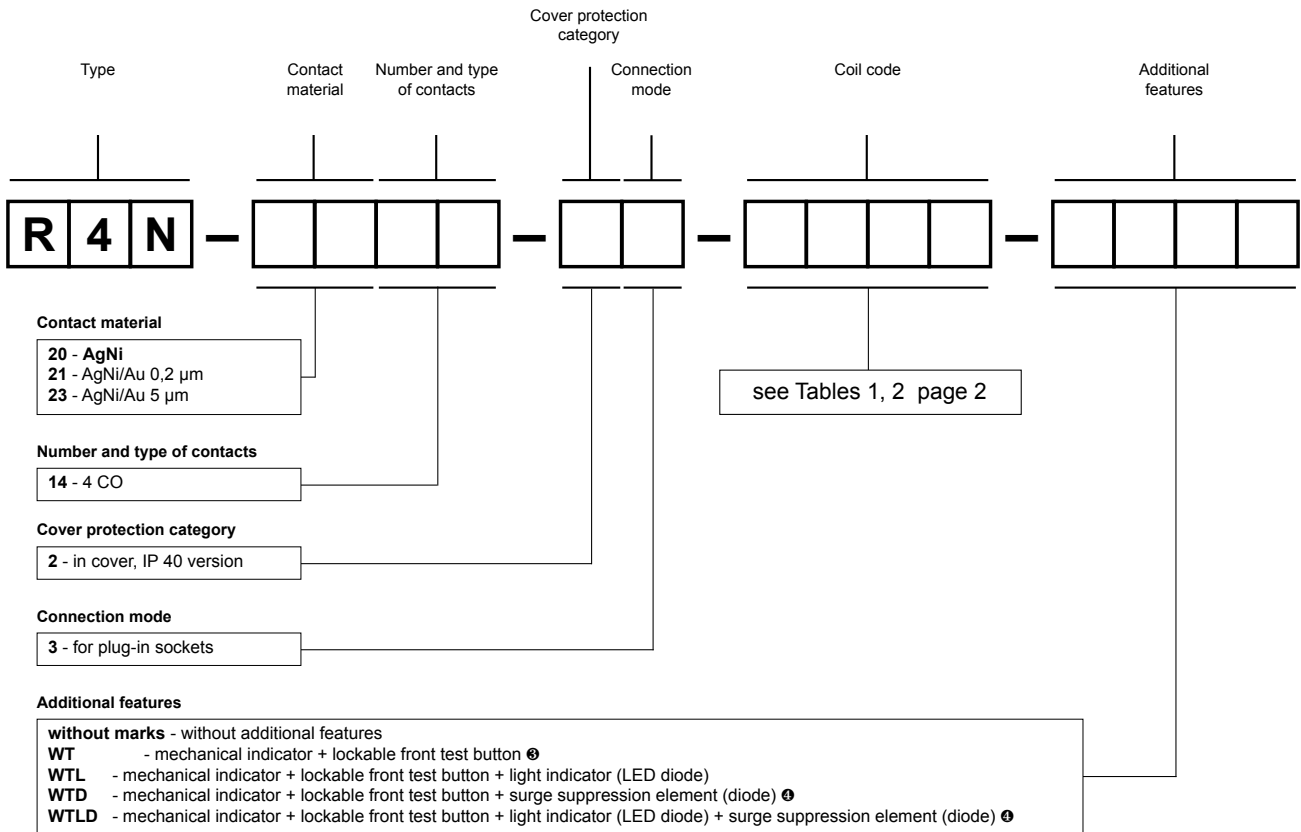 Cover protection
category
Type
Contact
material
Number and type
of contacts
Connection
mode
Coil code
Additional
features
R 4 N – – – –
Contact material
20 - AgNi
21 - AgNi/Au 0,2 µm
23 - AgNi/Au 5 µm
see Tables 1, 2 page 2
Number and type of contacts
14 - 4 CO
Cover protection category
2 - in cover, IP 40 version
Connection mode
3 - for plug-in sockets
Additional features
without marks - without additional features
WT - mechanical indicator + lockable front test button ❸
WTL - mechanical indicator + lockable front test button + light indicator (LED diode)
WTD - mechanical indicator + lockable front test button + surge suppression element (diode) ❹
WTLD - mechanical indicator + lockable front test button + light indicator (LED diode) + surge suppression element (diode) ❹